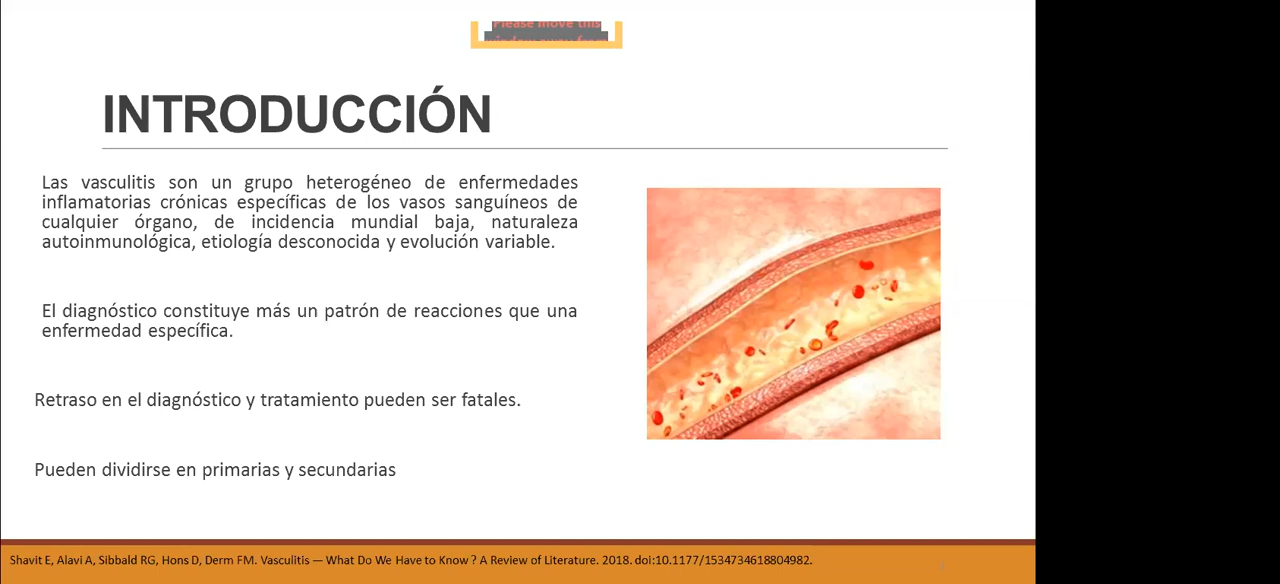 Please move this
INTRODUCCIÓN
Las vasculitis son un grupo heterogéneo de enfermedades
inflamatorias crónicas específicas de los vasos sanguíneos de
cualquier órgano, de incidencia mundial baja, naturaleza
autoinmunológica, etiología desconocida y evolución variable.
El diagnóstico constituye más un patrón de reacciones que una
enfermedad específica.
Retraso en el diagnóstico y tratamiento pueden ser fatales.
Pueden dividirse en primarias y secundarias
Shavit E, Alavi A, Sibbald RG, Hons D, Derm FM. Vasculitis — What Do We Have to Know ? A Review of Literature. 2018. doi:10.1177/1534734618804982.